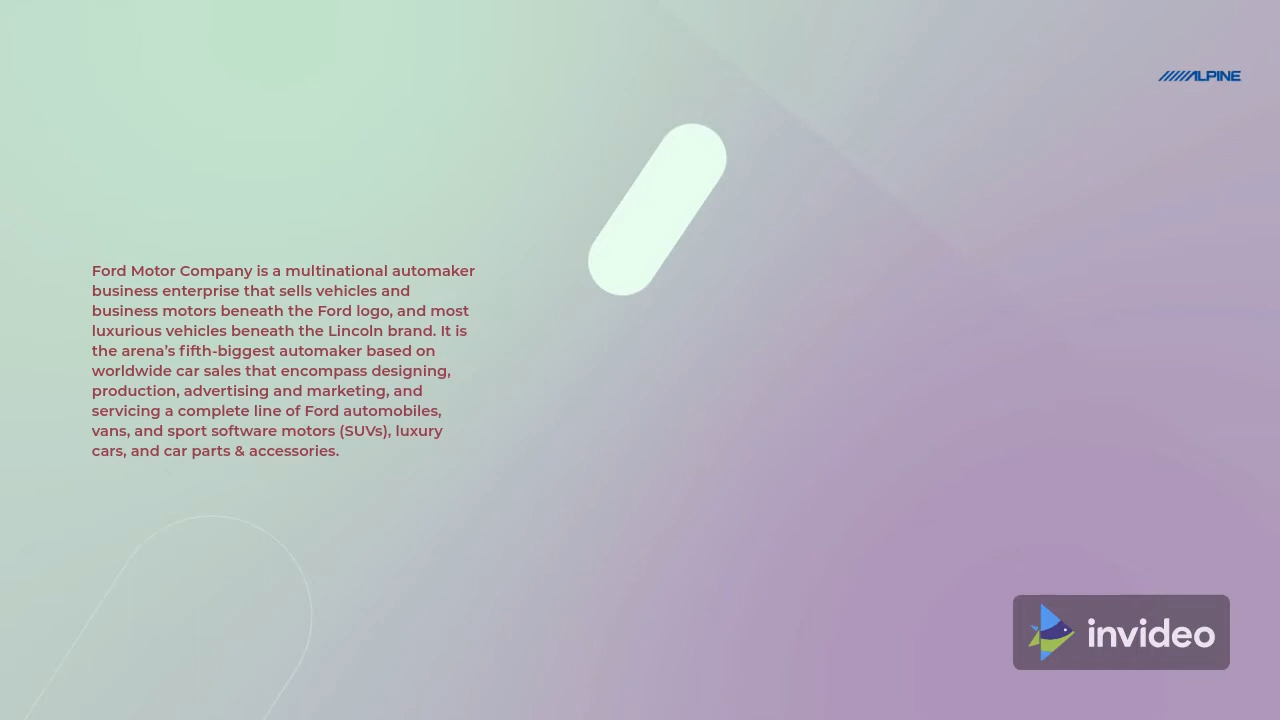 ALPINE
Ford Motor Company is a multinational automaker
business enterprise that sells vehicles and
business motors beneath the Ford logo, and most
luxurious vehicles beneath the Lincoln brand. It is
the arena’s fifth-biggest automaker based on
worldwide car sales that encompass designing,
production, advertising and marketing, and
servicing a complete line of Ford automobiles,
vans, and sport software motors (SUVs), luxury
cars, and car parts & accessories.
invideo